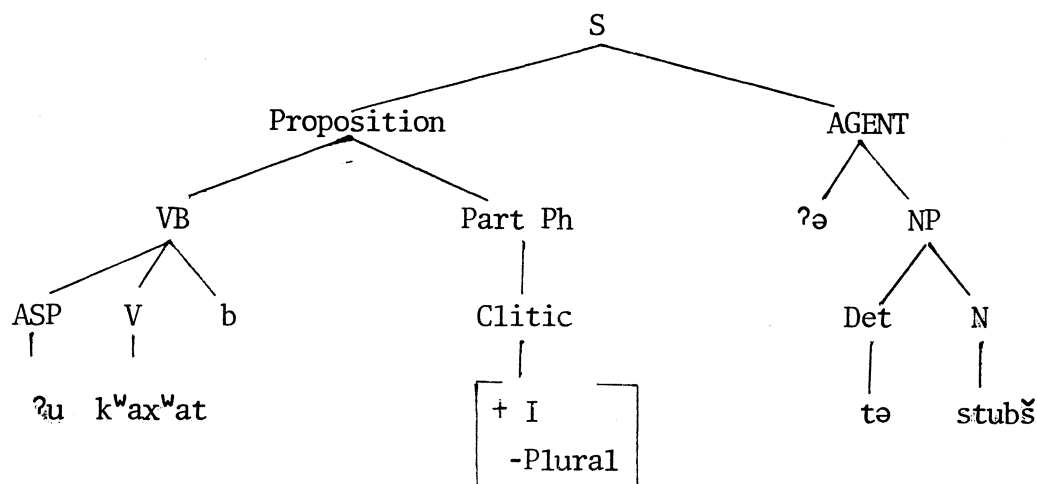 S
Proposition AGENT
VB Part Ph ʔə NP
ASP V b Clitic Det N
ʔu kʷaxʷat + I tə stubš
-Plural